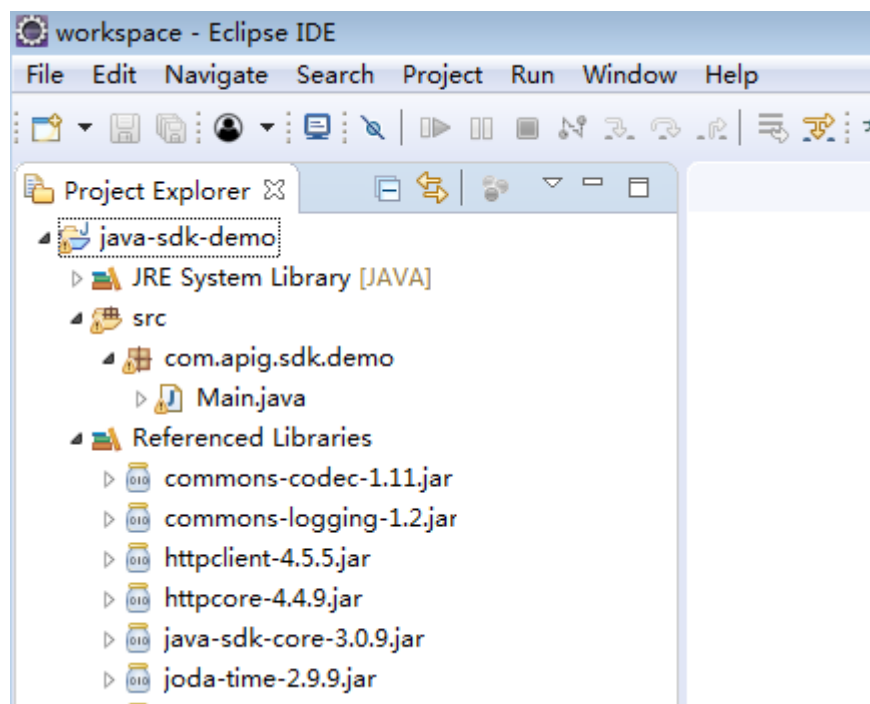 workspace - Eclipse IDE
File Edit Navigate Search Project Run Window Help
Project Explorer
java-sdk-demo
JRE System Library [JAVA]
src
com.apig.sdk.demo
Main.java
Referenced Libraries
commons-codec-1.11.jar
commons-logging-1.2.jar
httpclient-4.5.5.jar
httpcore-4.4.9.jar
java-sdk-core-3.0.9.jar
joda-time-2.9.9.jar